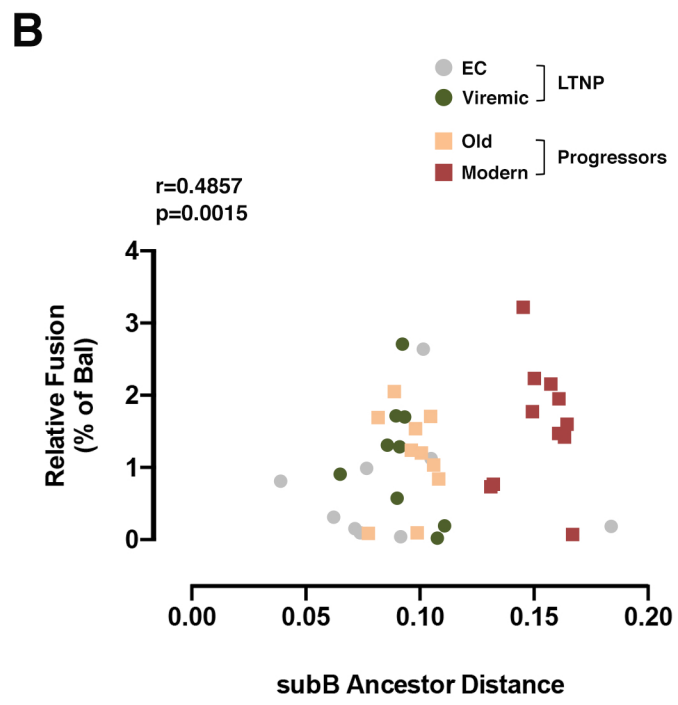 B
EC
Viremic
LTNP
Old
Modern
Progressors
r=0.4857
p=0.0015
4
3
2
1
0
Relative Fusion
(% of Bal)
0.00 0.05 0.10 0.15 0.20
subB Ancestor Distance